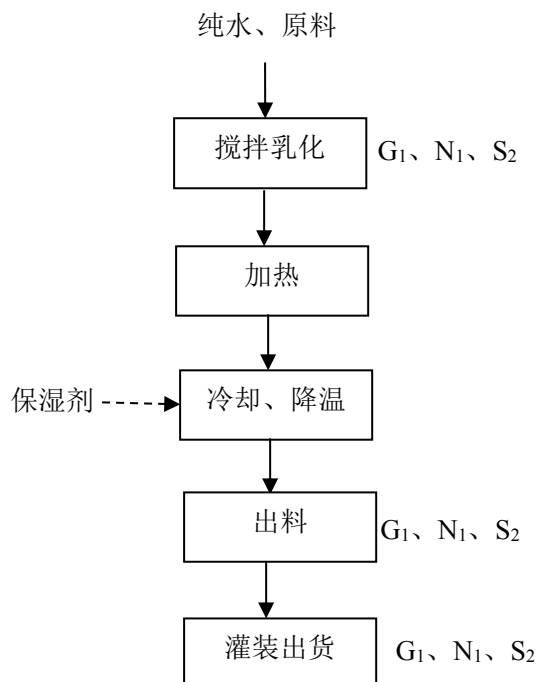 纯水、原料
搅拌乳化
G₁、N₁、S₂
加热
保湿剂
冷却、降温
出料
G₁、N₁、S₂
灌装出货
G₁、N₁、S₂